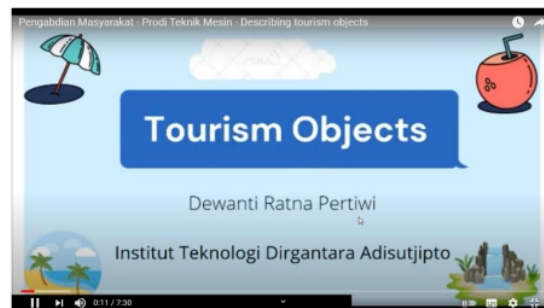 Pengabdian Masyarakat - Prodi Teknik Mesin - Describing tourism objects
Tourism Objects
Dewanti Ratna Pertiwi
Institut Teknologi Dirgantara Adisutjipto
0:11 / 7:30